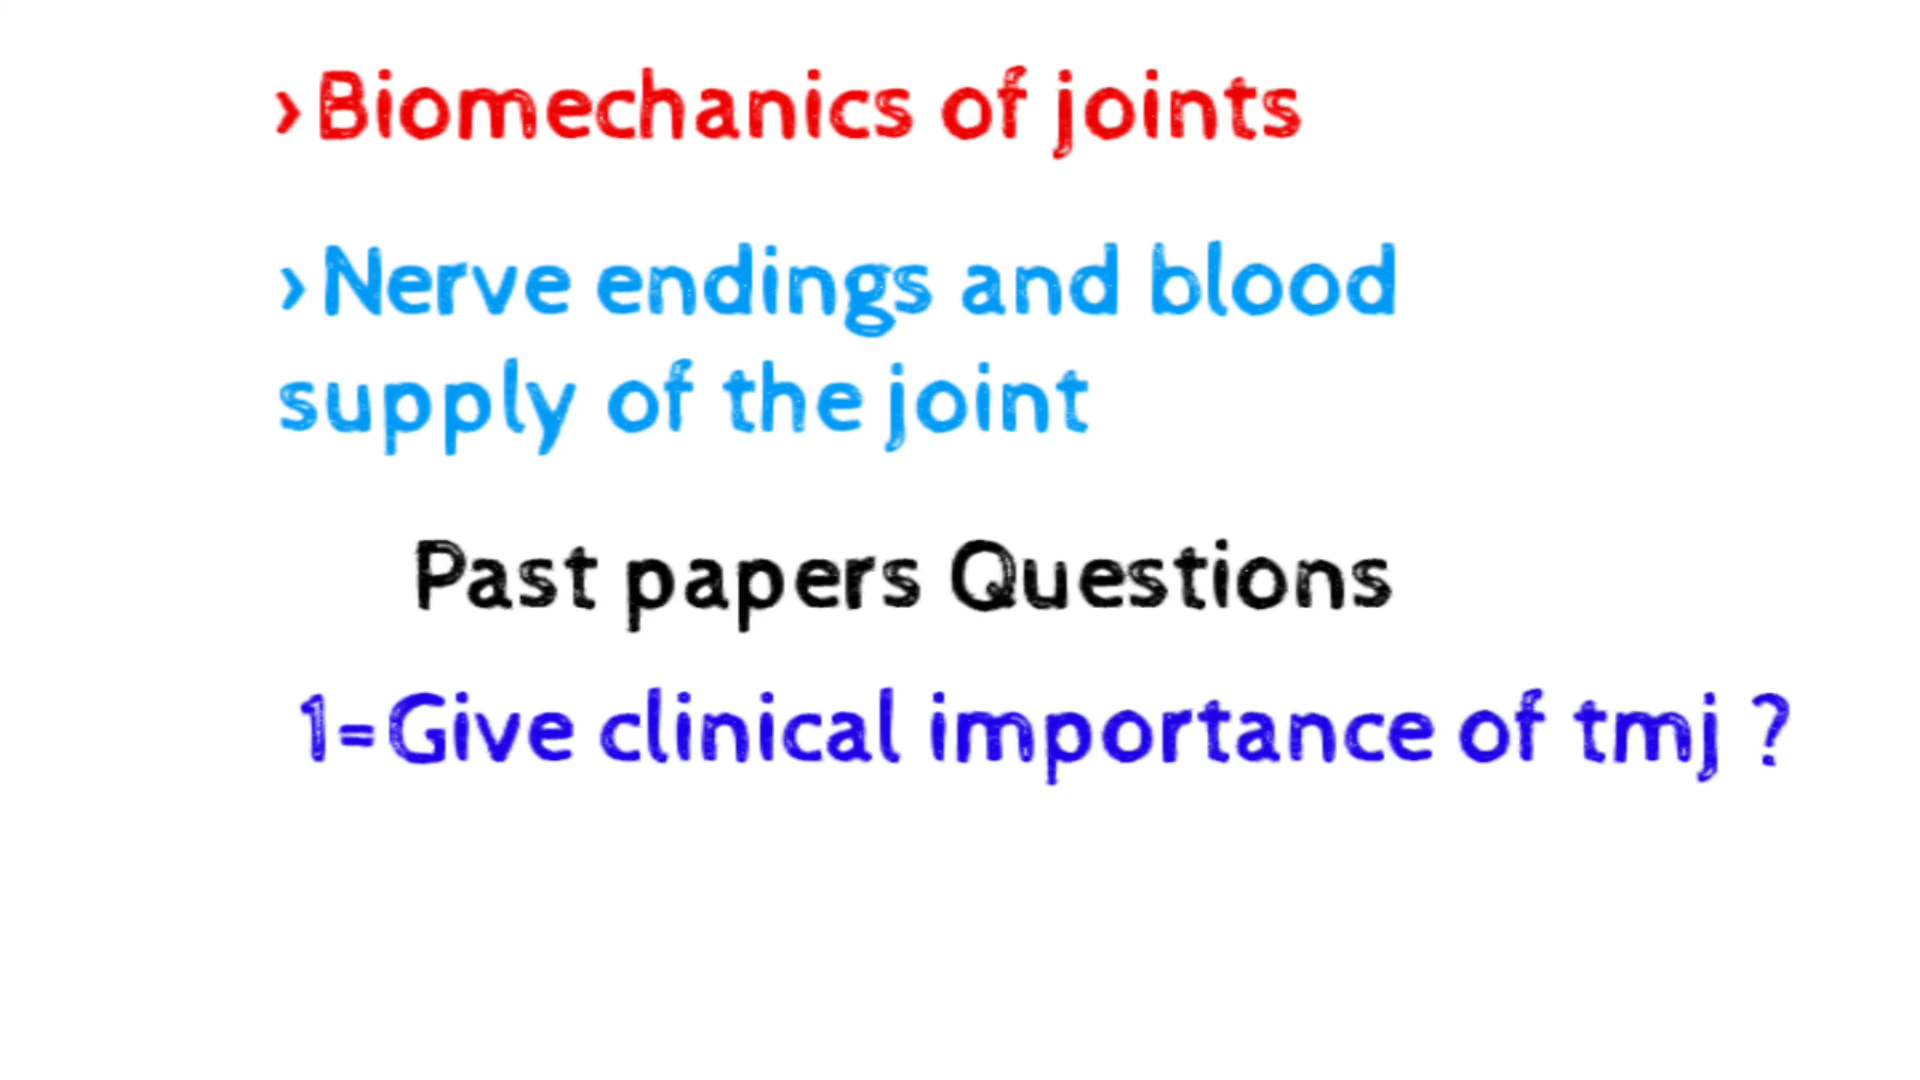 ›Biomechanics of joints
›Nerve endings and blood
supply of the joint
Past papers Questions
1=Give clinical importance of tmj ?